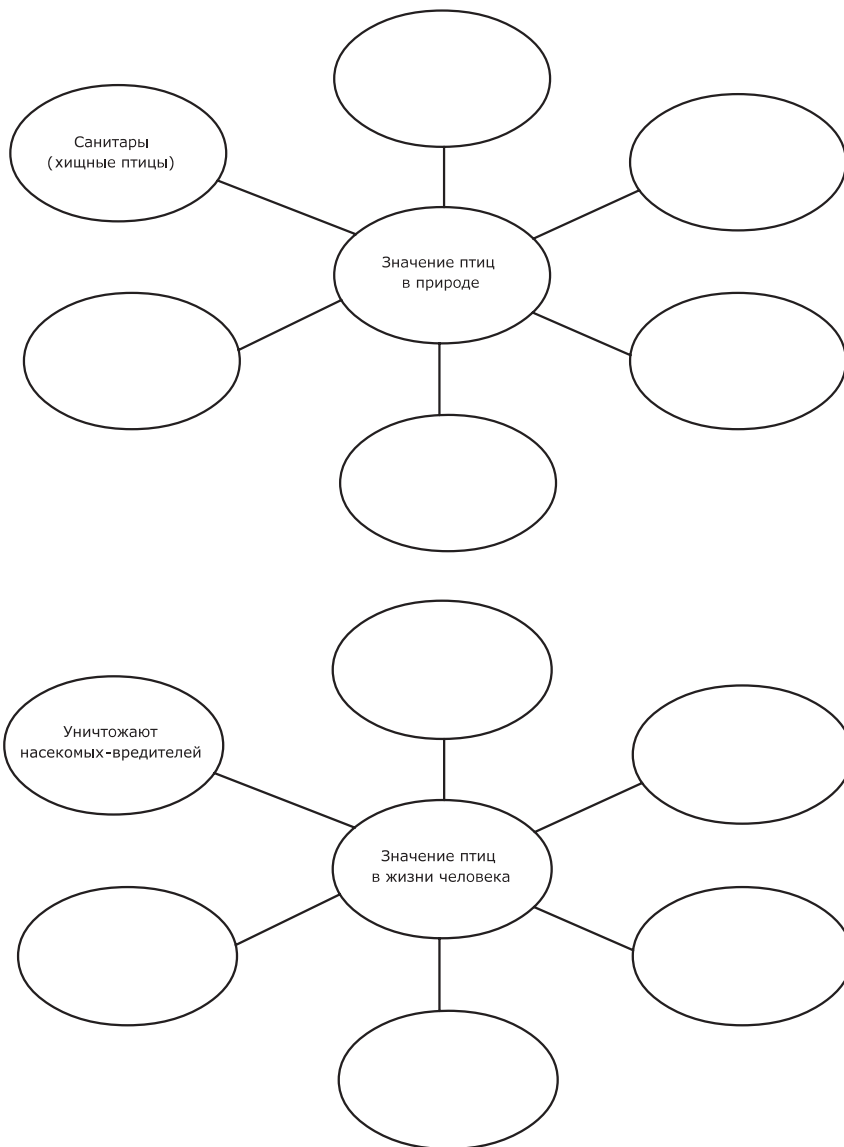 Санитары
(хищные птицы)
Значение птиц
в природе
Уничтожают
насекомых-вредителей
Значение птиц
в жизни человека